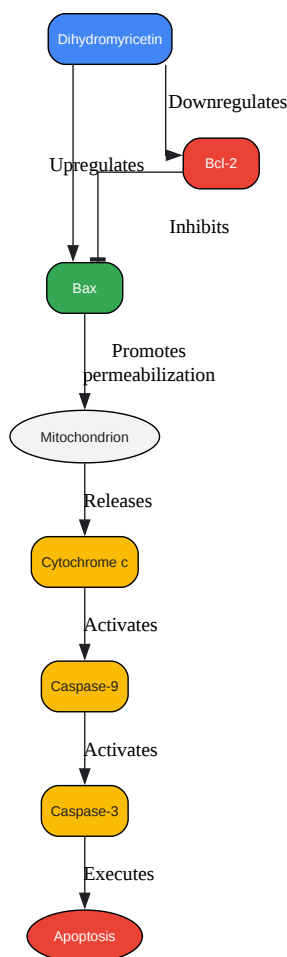 Dihydromyricetin
Downregulates
Bcl-2
Upregulates
Inhibits
Bax
Promotes
permeabilization
Mitochondrion
Releases
Cytochrome c
Activates
Caspase-9
Activates
Caspase-3
Executes
Apoptosis